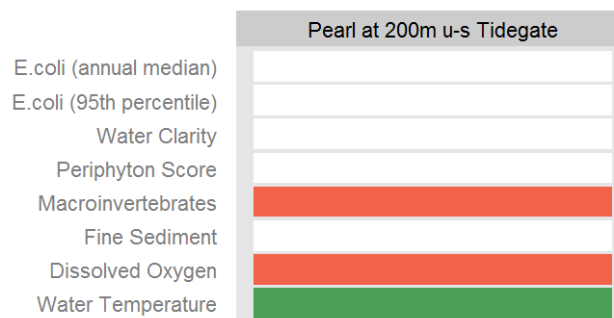 Pearl at 200m u-s Tidegate
E.coli (annual median)
E.coli (95th percentile)
Water Clarity
Periphyton Score
Macroinvertebrates
Fine Sediment
Dissolved Oxygen
Water Temperature